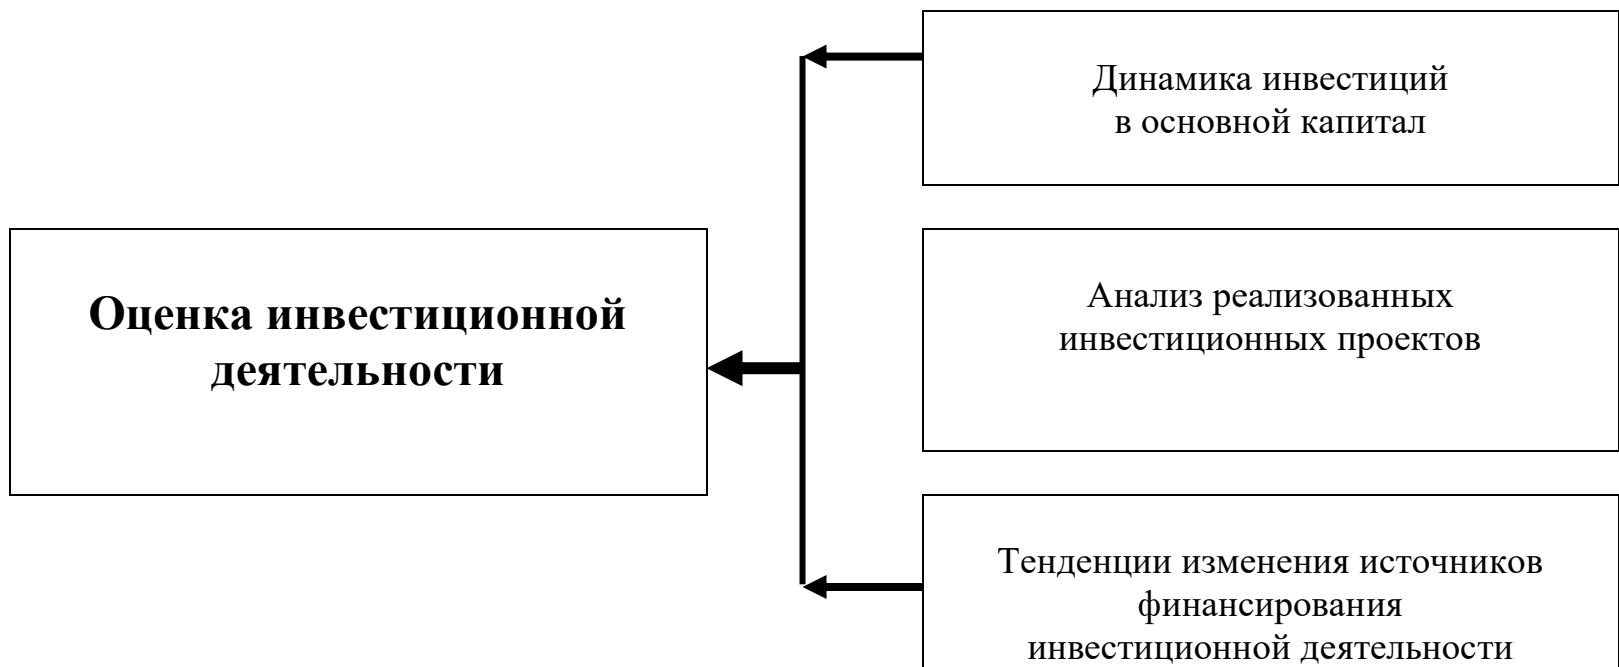 Динамика инвестиций
в основной капитал
Оценка инвестиционной
деятельности
Анализ реализованных
инвестиционных проектов
Тенденции изменения источников
финансирования
инвестиционной деятельности